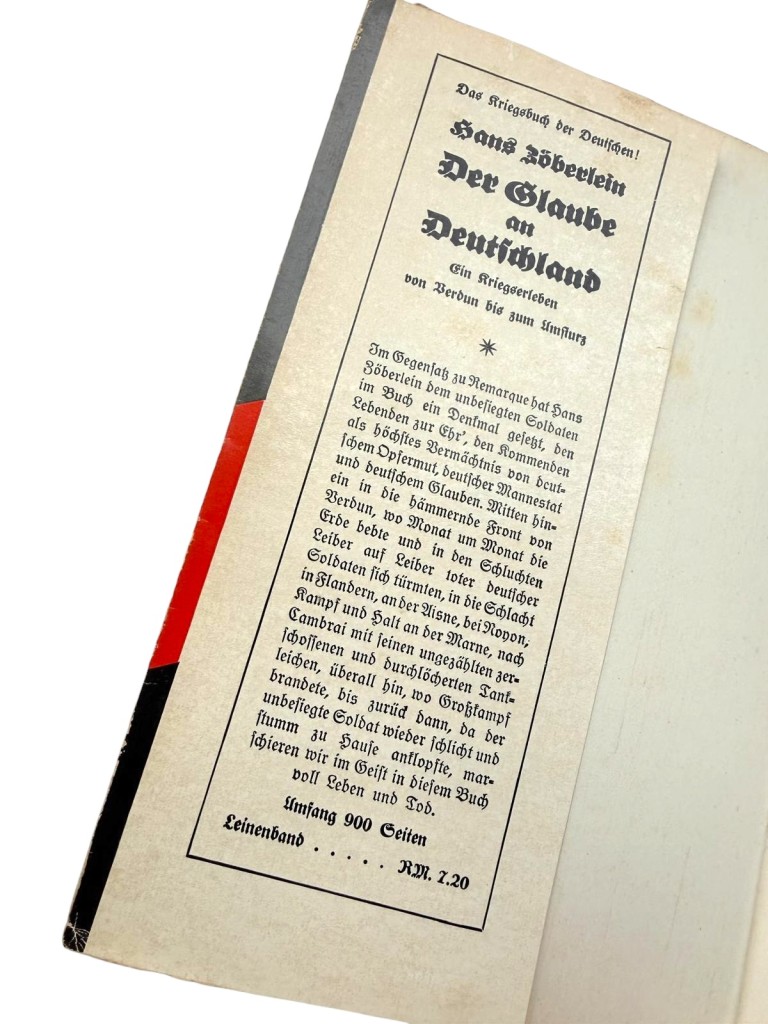 Das Kriegsbuch der Deutschen!
Hans Zöberlein
Der Glaube
an
Deutschland
Ein Kriegserleben
von Verdun bis zum Umsturz
Im Gegensatz zu Remarque hat Hans
Zöberlein dem unbesiegten Soldaten
im Buch ein Denkmal gesetzt, den
Lebenden zur Ehr', den Kommenden
als höchstes Vermächtnis von deut-
schem Opfermut, deutscher Mannestat
und deutschem Glauben. Mitten hin-
ein in die hämmernde Front von
Verdun, wo Monat um Monat die
Erde bebte und in den Schluchten
Leiber auf Leiber toter deutscher
Soldaten sich türmten, in die Schlacht
in Flandern, an der Aisne, bei Noyon,
Kampf und Halt an der Marne, nach
Cambrai mit seinen ungezählten zer-
schossenen und durchlöcherten Tank-
leichen, überall hin, wo Großkampf
brandete, bis zurück dann, da der
unbesiegte Soldat wieder schlicht und
stumm zu Hause anklopfte, mar-
schieren wir im Geist in diesem Buch
voll Leben und Tod.
Umfang 900 Seiten
Leinenband . . . . . RM. 7.20